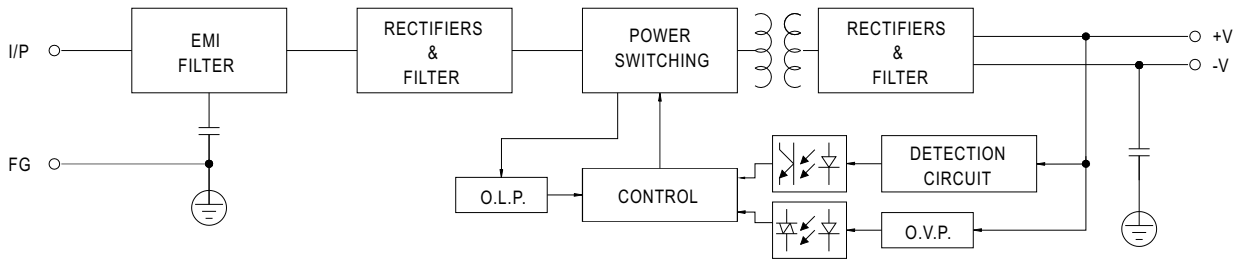 I/P
EMI
FILTER
RECTIFIERS
&
FILTER
POWER
SWITCHING
RECTIFIERS
&
FILTER
+V
-V
FG
O.L.P.
CONTROL
DETECTION
CIRCUIT
O.V.P.